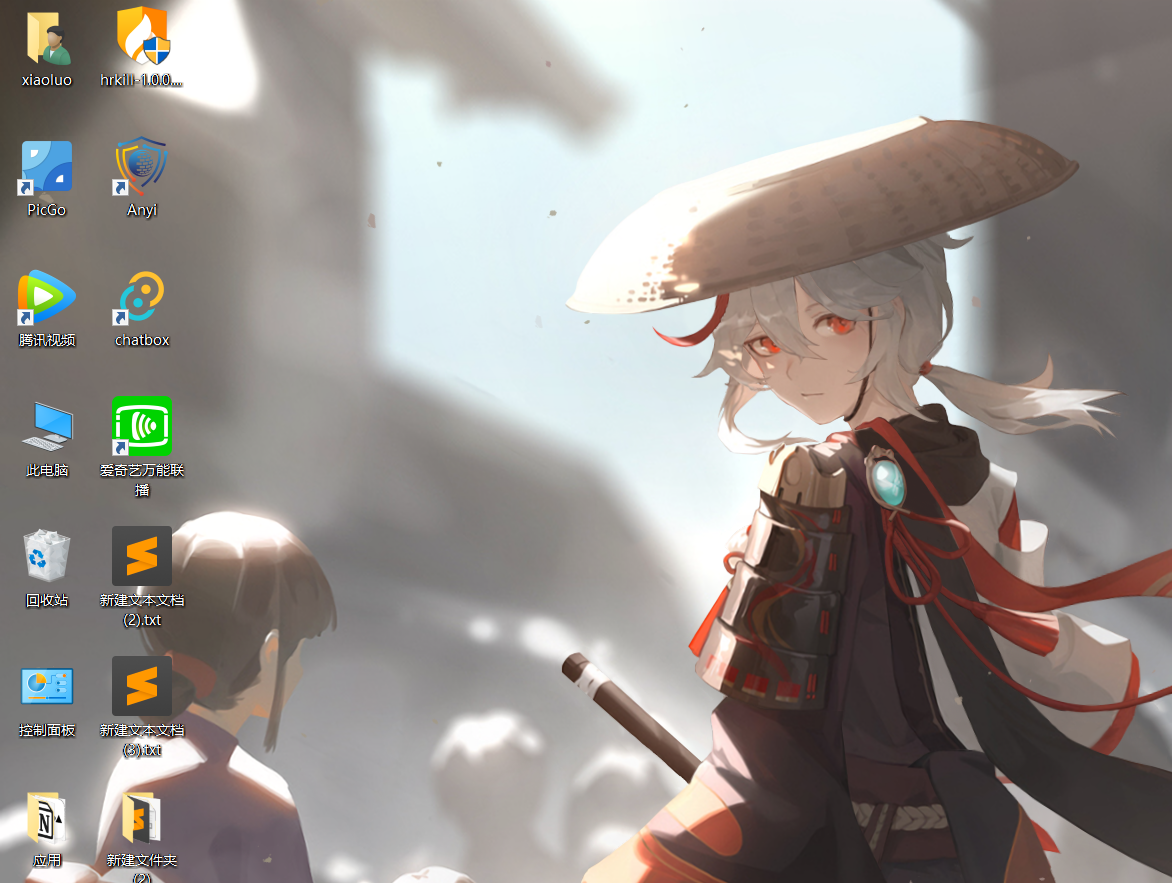 xiaoluo
hrkill-1.0.0....
PicGo
Anyi
腾讯视频
chatbox
此电脑
爱奇艺万能联
播
回收站
新建文本文档
(2).txt
控制面板
新建文本文档
(3).txt
应用
新建文件夹
(2)